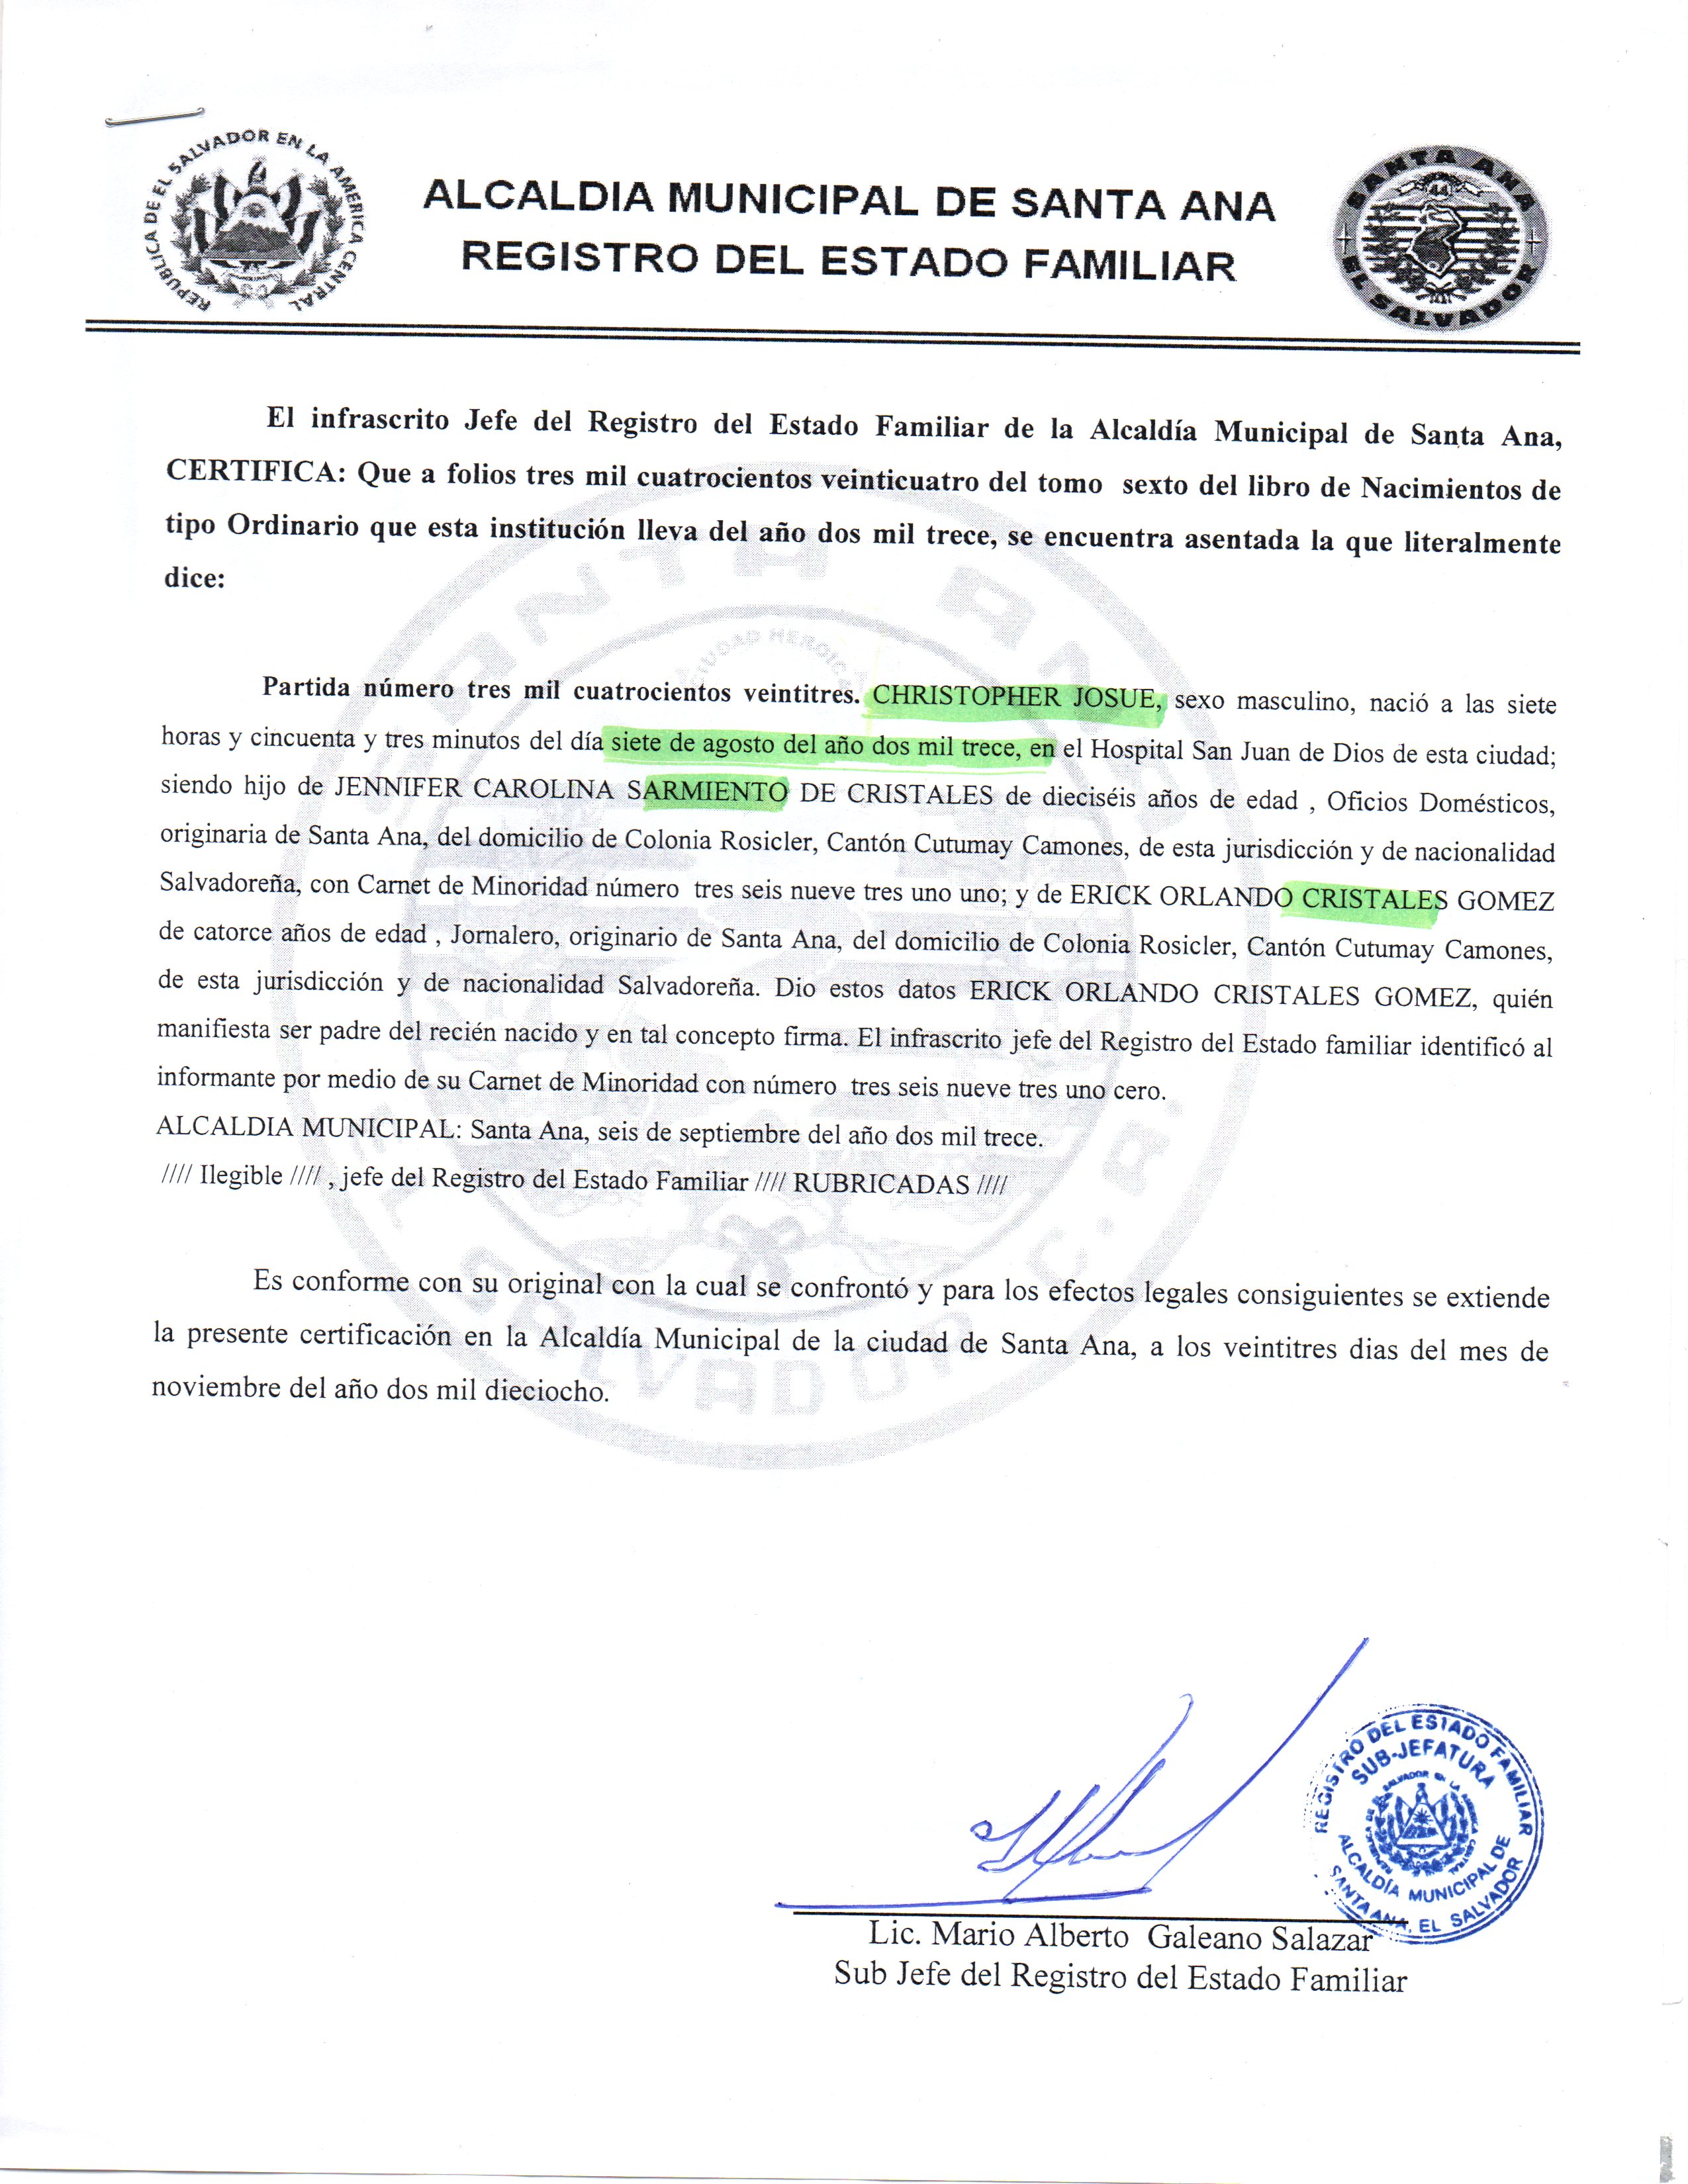 REPUBLICA DE EL SALVADOR EN LA AMERICA CENTRAL
ALCALDIA MUNICIPAL DE SANTA ANA
REGISTRO DEL ESTADO FAMILIAR
SANTA ANA
44
EL SALVADOR
El infrascrito Jefe del Registro del Estado Familiar de la Alcaldía Municipal de Santa Ana,
CERTIFICA: Que a folios tres mil cuatrocientos veinticuatro del tomo sexto del libro de Nacimientos de
tipo Ordinario que esta institución lleva del año dos mil trece, se encuentra asentada la que literalmente
dice:
Partida número tres mil cuatrocientos veintitres. CHRISTOPHER JOSUE, sexo masculino, nació a las siete
horas y cincuenta y tres minutos del día siete de agosto del año dos mil trece, en el Hospital San Juan de Dios de esta ciudad;
siendo hijo de JENNIFER CAROLINA SARMIENTO DE CRISTALES de dieciséis años de edad , Oficios Domésticos,
originaria de Santa Ana, del domicilio de Colonia Rosicler, Cantón Cutumay Camones, de esta jurisdicción y de nacionalidad
Salvadoreña, con Carnet de Minoridad número tres seis nueve tres uno uno; y de ERICK ORLANDO CRISTALES GOMEZ
de catorce años de edad , Jornalero, originario de Santa Ana, del domicilio de Colonia Rosicler, Cantón Cutumay Camones,
de esta jurisdicción y de nacionalidad Salvadoreña. Dio estos datos ERICK ORLANDO CRISTALES GOMEZ, quién
manifiesta ser padre del recién nacido y en tal concepto firma. El infrascrito jefe del Registro del Estado familiar identificó al
informante por medio de su Carnet de Minoridad con número tres seis nueve tres uno cero.
ALCALDIA MUNICIPAL: Santa Ana, seis de septiembre del año dos mil trece.
//// Ilegible //// , jefe del Registro del Estado Familiar //// RUBRICADAS ////
Es conforme con su original con la cual se confrontó y para los efectos legales consiguientes se extiende
la presente certificación en la Alcaldía Municipal de la ciudad de Santa Ana, a los veintitres dias del mes de
noviembre del año dos mil dieciocho.
REGISTRO DEL ESTADO FAMILIAR
SUB-JEFATURA
ALCALDÍA MUNICIPAL DE
SANTA ANA, EL SALVADOR
Lic. Mario Alberto Galeano Salazar
Sub Jefe del Registro del Estado Familiar